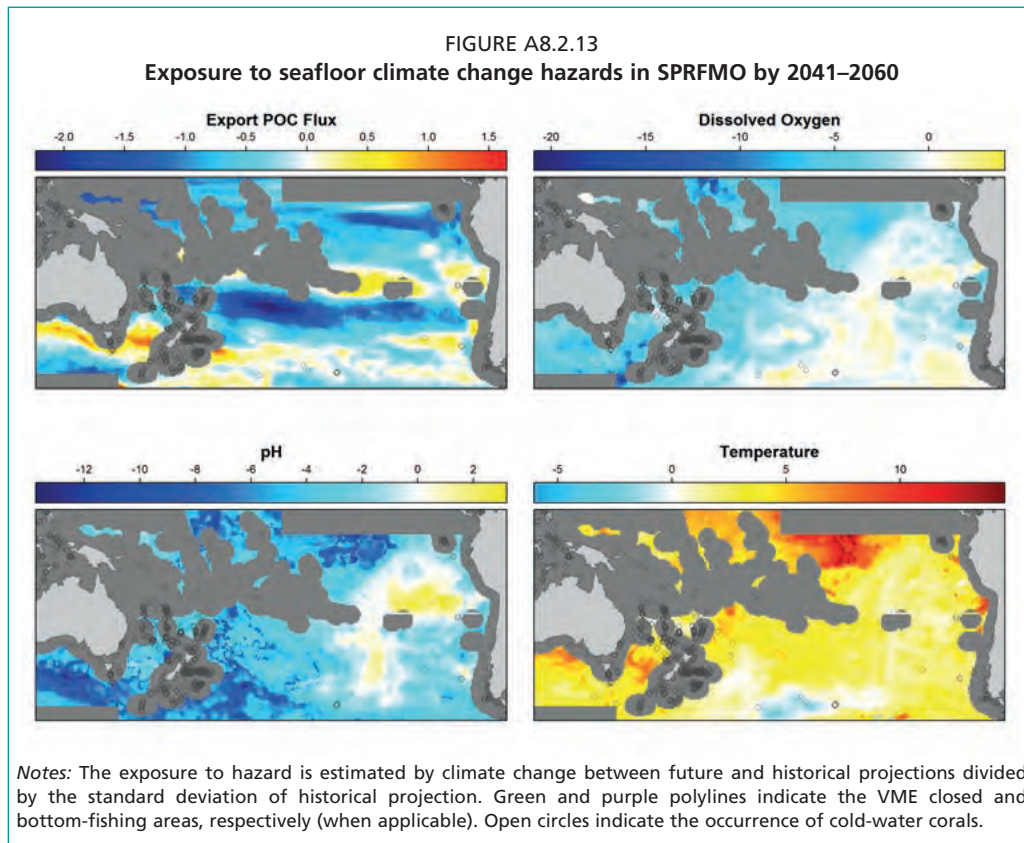 FIGURE A8.2.13
Exposure to seafloor climate change hazards in SPRFMO by 2041–2060
Export POC Flux
-2.0 -1.5 -1.0 -0.5 0.0 0.5 1.0 1.5
Dissolved Oxygen
-20 -15 -10 -5 0
pH
-12 -10 -8 -6 -4 -2 0 2
Temperature
-5 0 5 10
Notes: The exposure to hazard is estimated by climate change between future and historical projections divided
by the standard deviation of historical projection. Green and purple polylines indicate the VME closed and
bottom-fishing areas, respectively (when applicable). Open circles indicate the occurrence of cold-water corals.